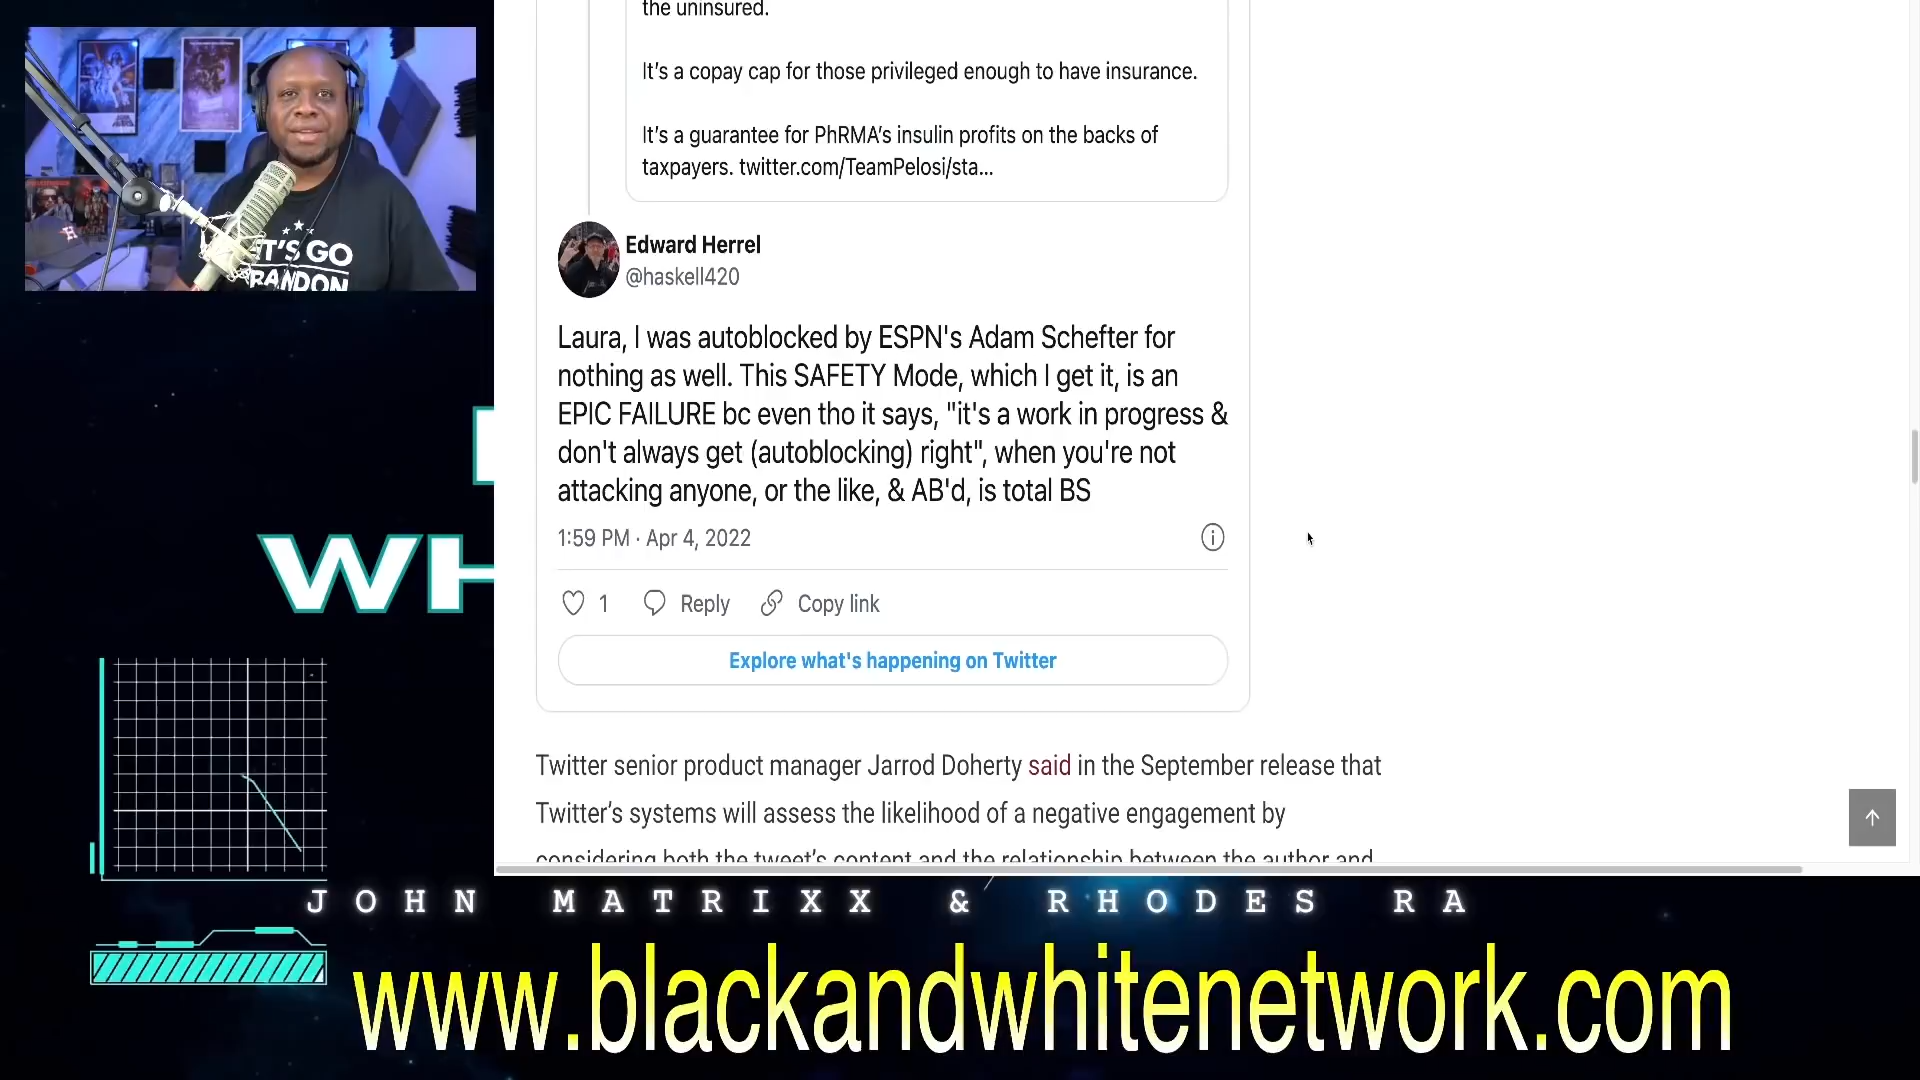 the uninsured.
It's a copay cap for those privileged enough to have insurance.
It's a guarantee for PhRMA's insulin profits on the backs of
taxpayers. twitter.com/TeamPelosi/sta...
Edward Herrel
@haskell420
Laura, I was autoblocked by ESPN's Adam Schefter for
nothing as well. This SAFETY Mode, which I get it, is an
EPIC FAILURE bc even tho it says, "it's a work in progress &
don't always get (autoblocking) right", when you're not
attacking anyone, or the like, & AB'd, is total BS
1:59 PM · Apr 4, 2022
1 Reply Copy link
Explore what's happening on Twitter
Twitter senior product manager Jarrod Doherty said in the September release that
Twitter's systems will assess the likelihood of a negative engagement by
considering both the tweet's content and the relationship between the author and
T'S GO
RANDON
WH
JOHN MATRIXX & RHODES RA
www.blackandwhitenetwork.com